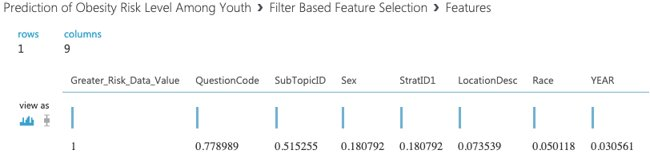 Prediction of Obesity Risk Level Among Youth › Filter Based Feature Selection › Features
rows columns
1 9
Greater_Risk_Data_Value QuestionCode SubTopicID Sex StratID1 LocationDesc Race YEAR
view as
1 0.778989 0.515255 0.180792 0.180792 0.073539 0.050118 0.030561